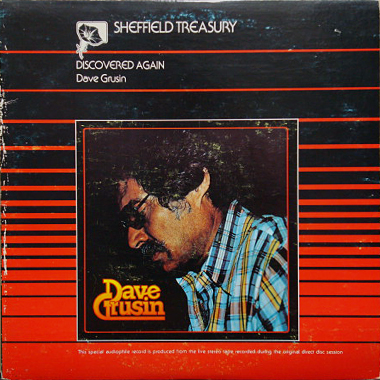 SHEFFIELD TREASURY
DISCOVERED AGAIN
Dave Grusin
Dave
Grusin
This special audiophile record is produced from the live stereo tape recorded during the original direct disc session